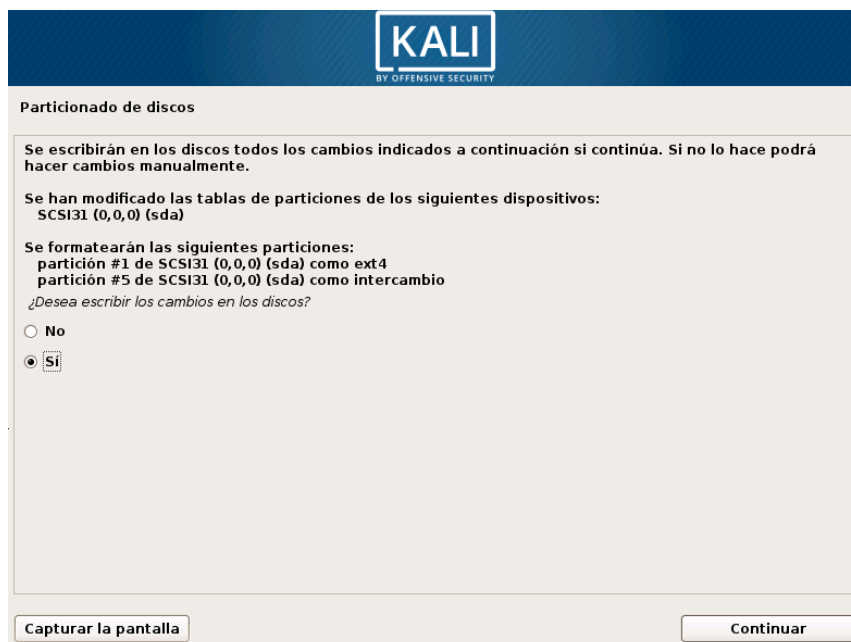 KALI
BY OFFENSIVE SECURITY
Particionado de discos
Se escribirán en los discos todos los cambios indicados a continuación si continúa. Si no lo hace podrá
hacer cambios manualmente.
Se han modificado las tablas de particiones de los siguientes dispositivos:
SCSI31 (0,0,0) (sda)
Se formatearán las siguientes particiones:
partición #1 de SCSI31 (0,0,0) (sda) como ext4
partición #5 de SCSI31 (0,0,0) (sda) como intercambio
¿Desea escribir los cambios en los discos?
No
Sí
Capturar la pantalla
Continuar